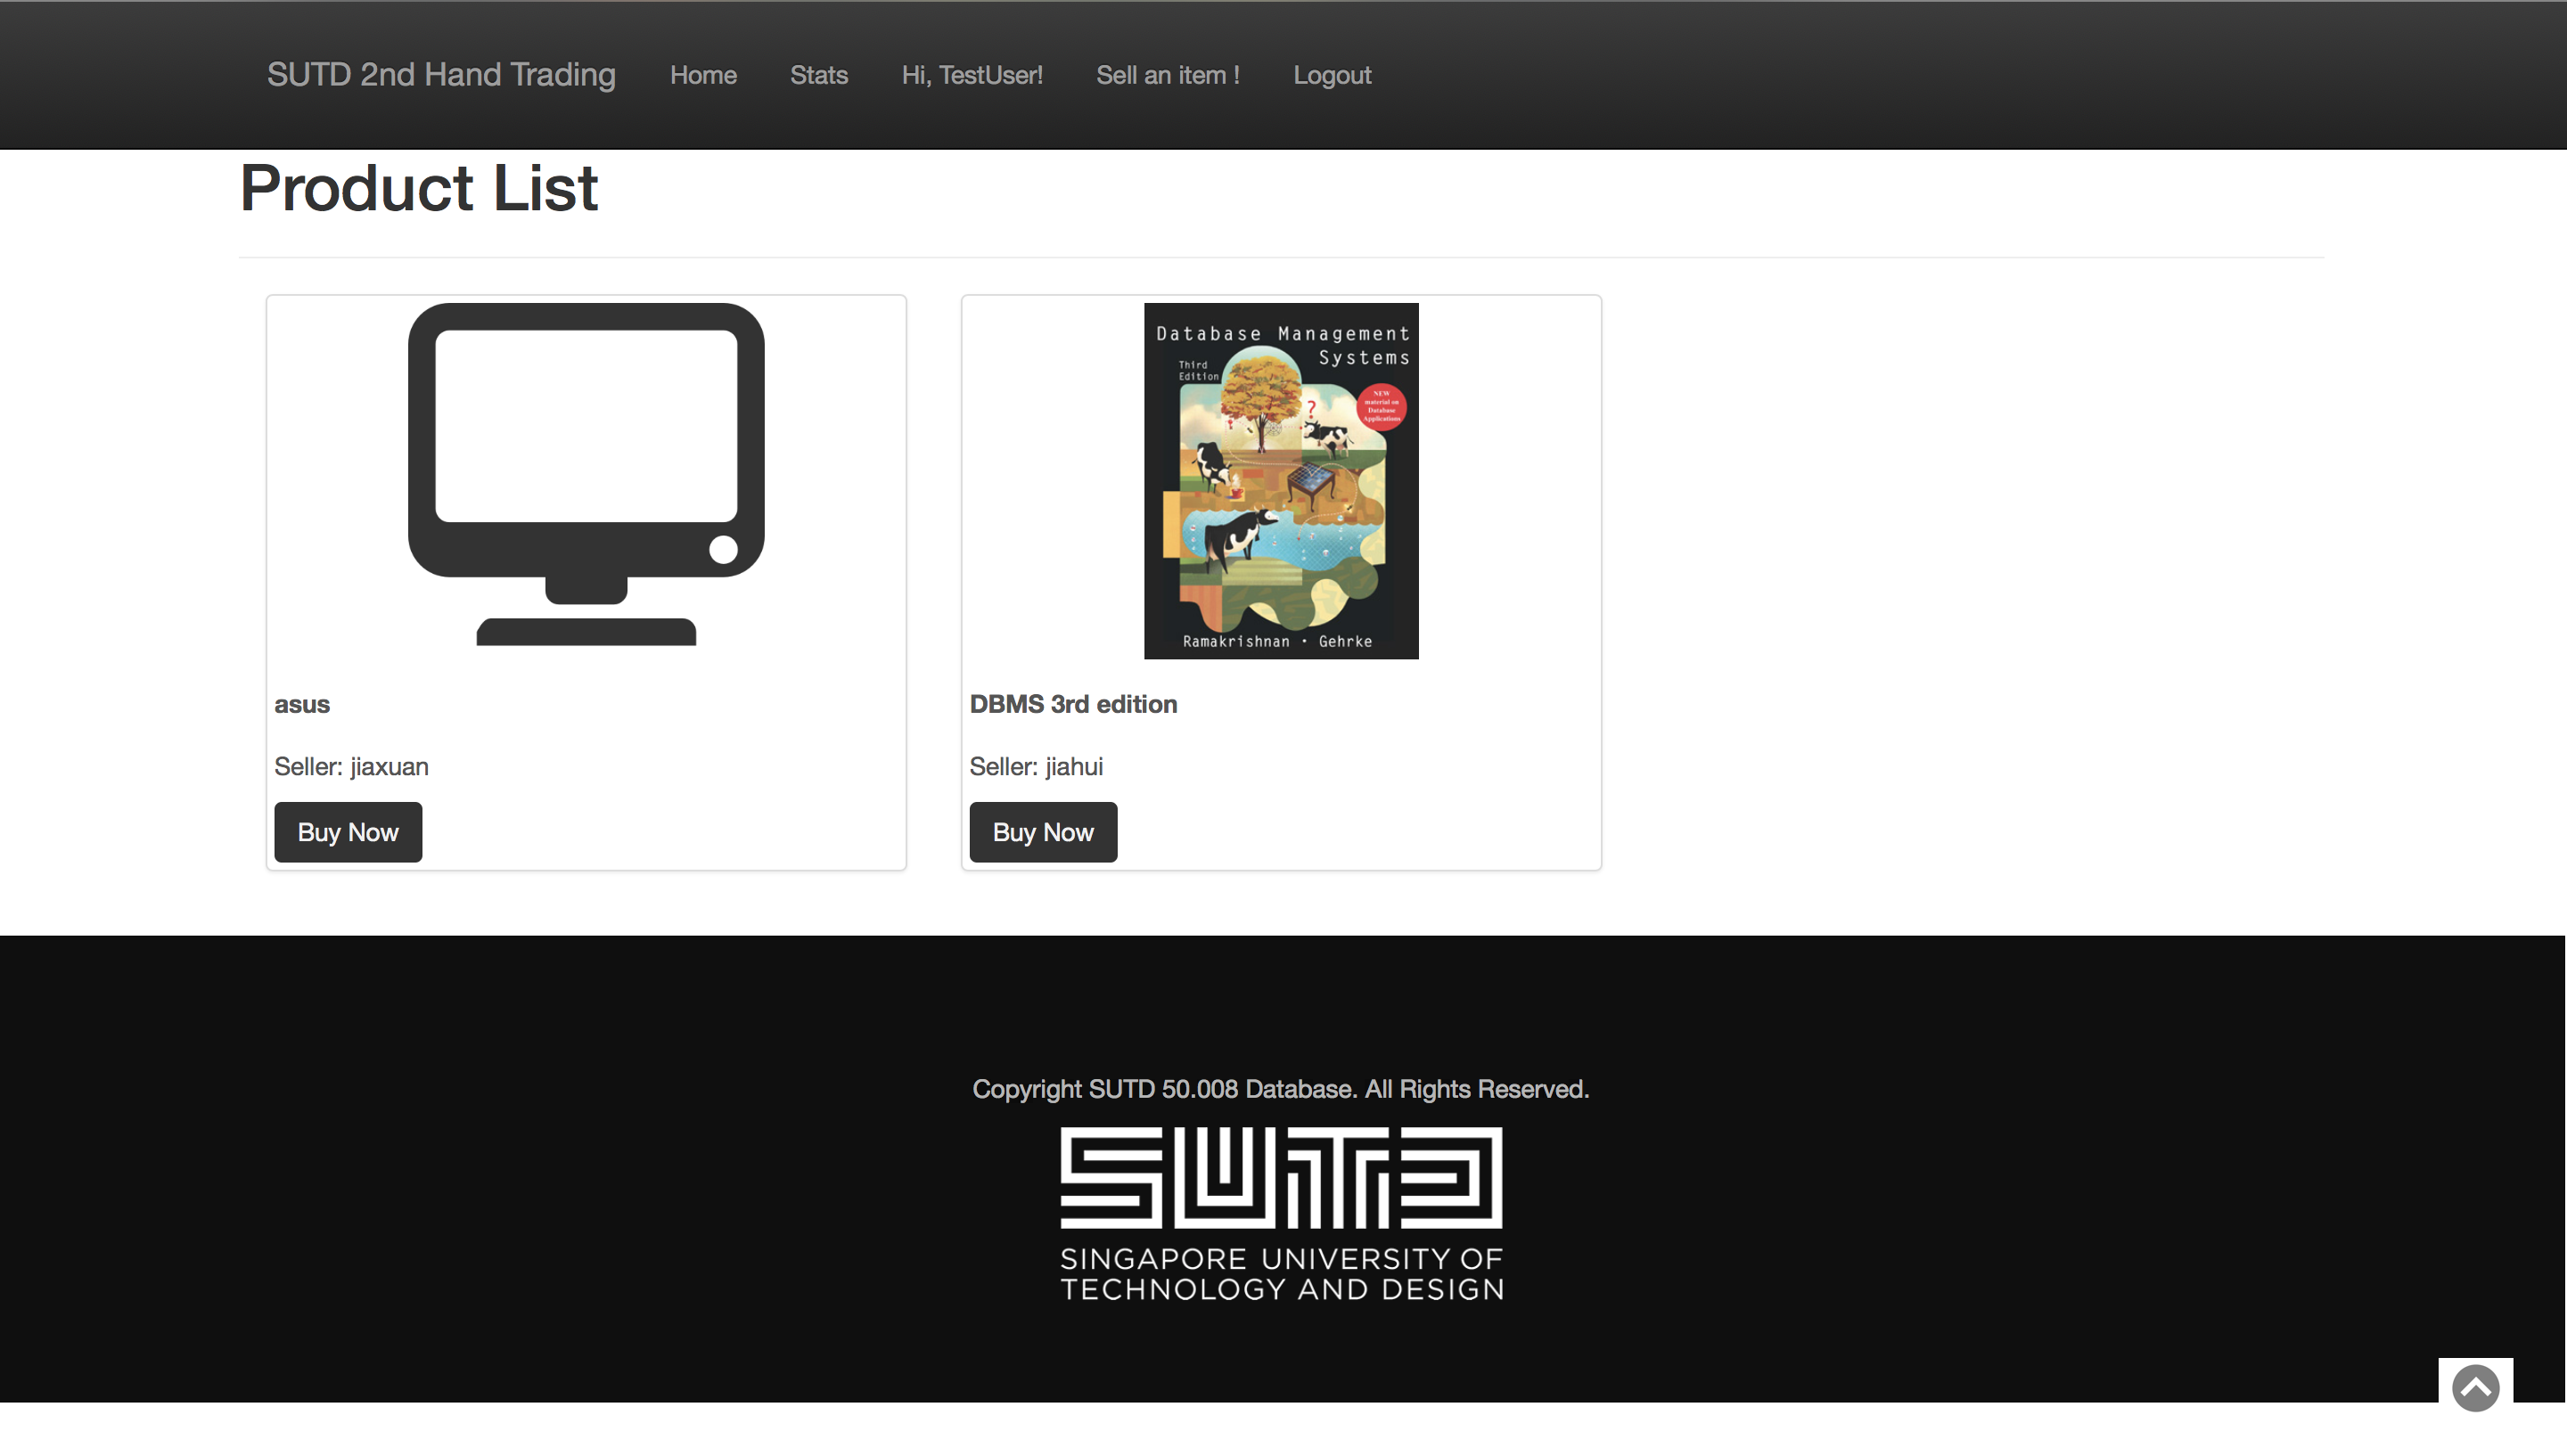 SUTD 2nd Hand Trading Home Stats Hi, TestUser! Sell an item ! Logout
Product List
Database Management
Systems
Third
Edition
NEW
material on
Database
Applications
Ramakrishnan • Gehrke
asus
Seller: jiaxuan
Buy Now
DBMS 3rd edition
Seller: jiahui
Buy Now
Copyright SUTD 50.008 Database. All Rights Reserved.
SUTD
SINGAPORE UNIVERSITY OF
TECHNOLOGY AND DESIGN